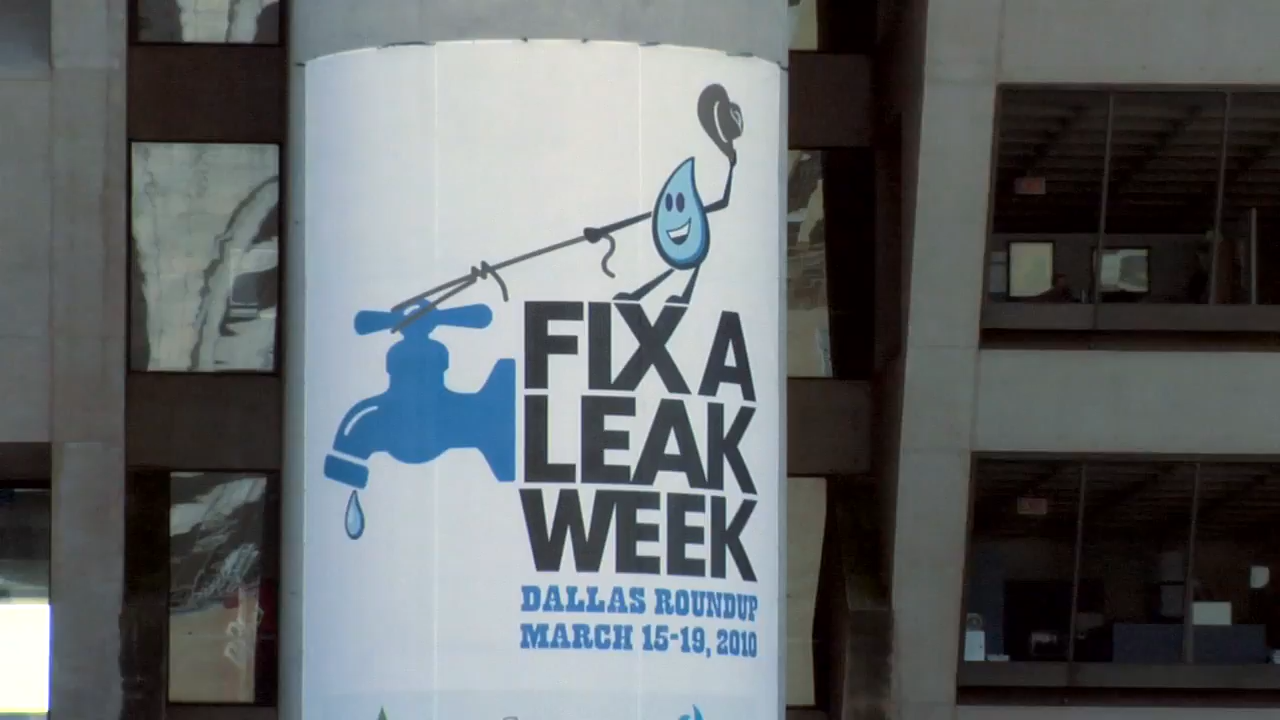 FIX A
LEAK
WEEK
DALLAS ROUNDUP
MARCH 15-19, 2010